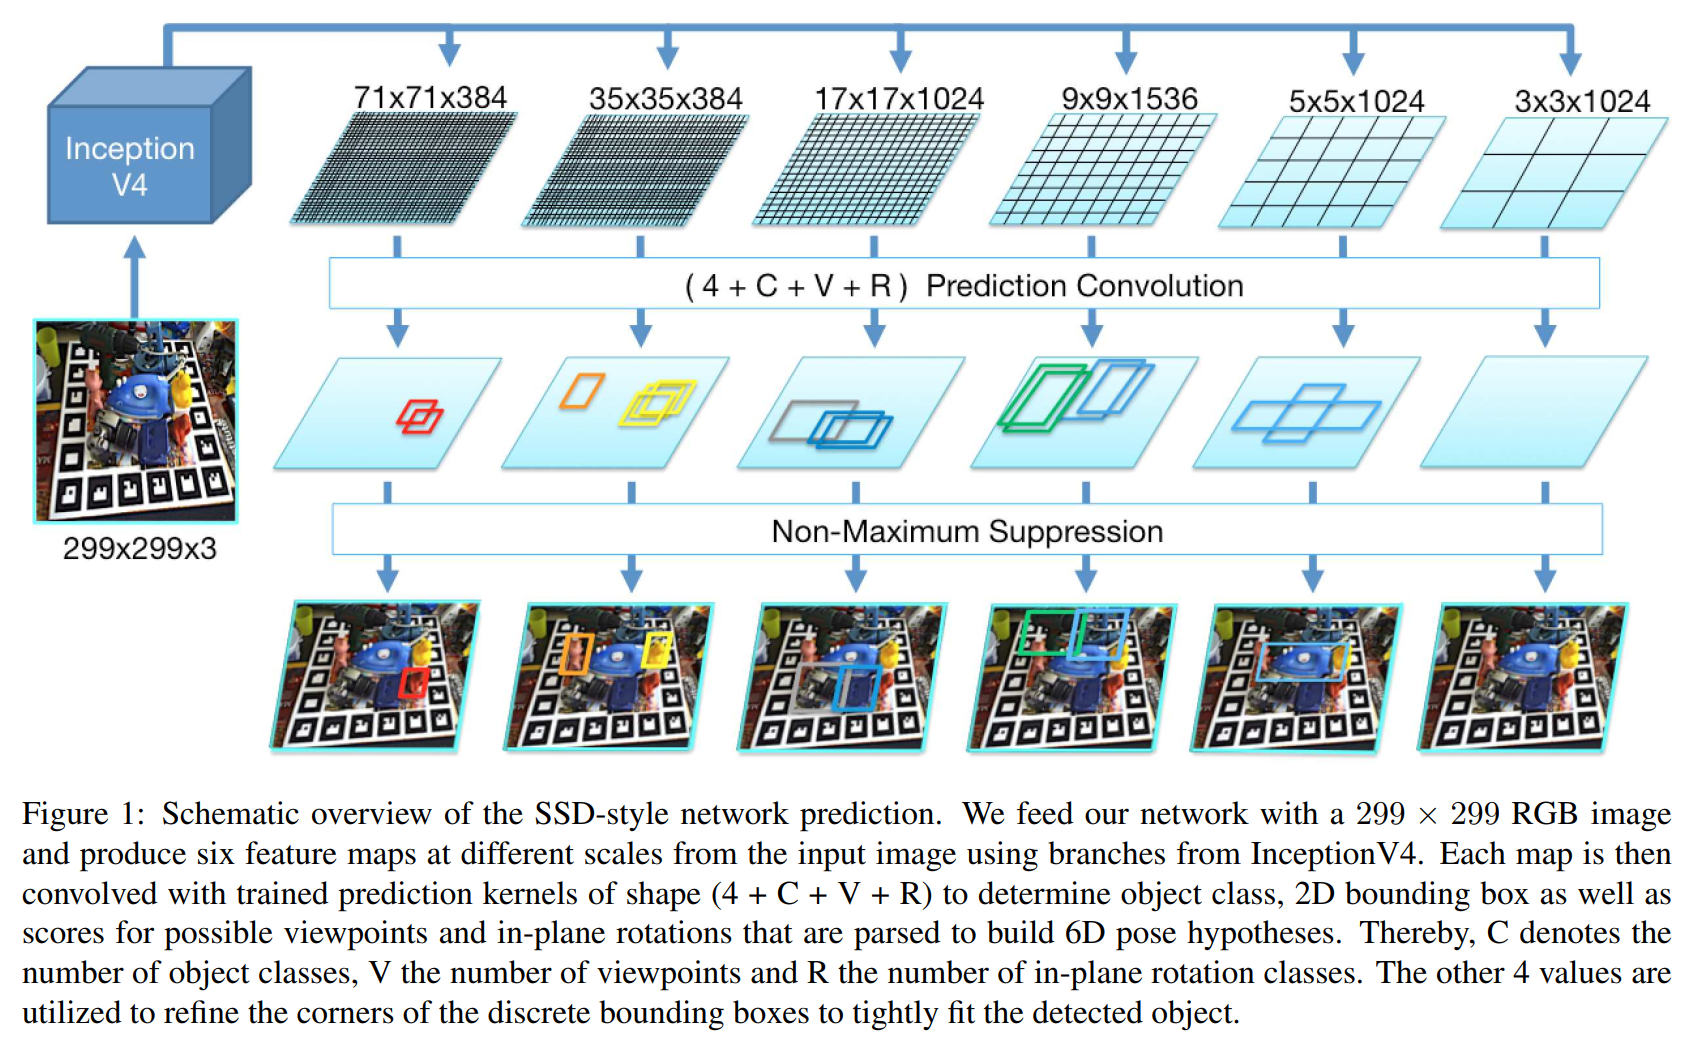 71x71x384 35x35x384 17x17x1024 9x9x1536 5x5x1024 3x3x1024
Inception
V4
( 4 + C + V + R ) Prediction Convolution
299x299x3
Non-Maximum Suppression
Figure 1: Schematic overview of the SSD-style network prediction. We feed our network with a 299 × 299 RGB image
and produce six feature maps at different scales from the input image using branches from InceptionV4. Each map is then
convolved with trained prediction kernels of shape (4 + C + V + R) to determine object class, 2D bounding box as well as
scores for possible viewpoints and in-plane rotations that are parsed to build 6D pose hypotheses. Thereby, C denotes the
number of object classes, V the number of viewpoints and R the number of in-plane rotation classes. The other 4 values are
utilized to refine the corners of the discrete bounding boxes to tightly fit the detected object.